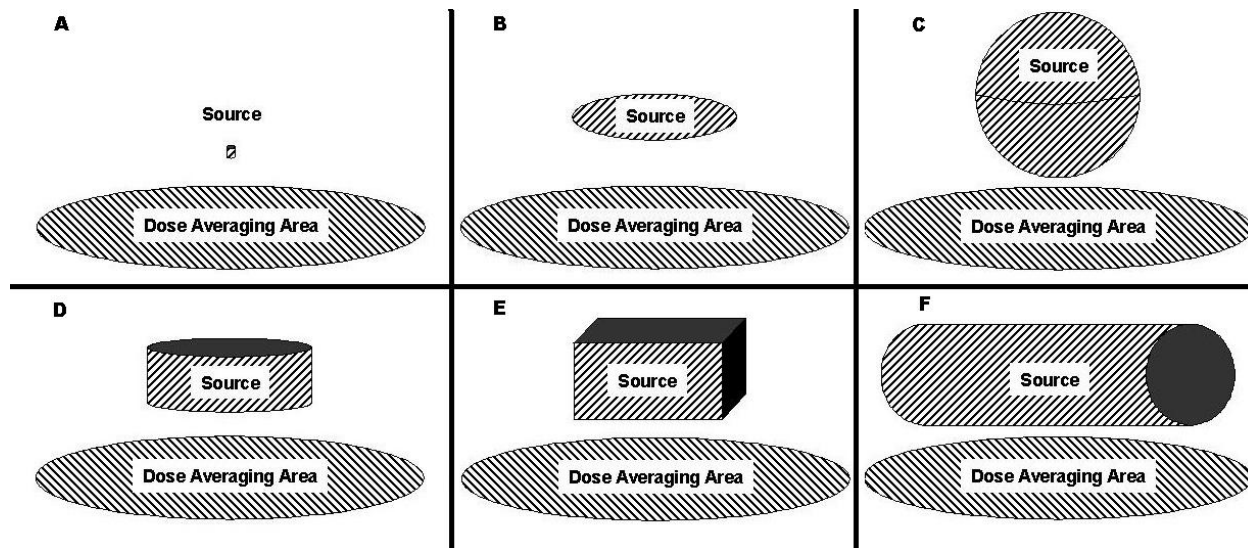 A
Source
Dose Averaging Area
B
Source
Dose Averaging Area
C
Source
Dose Averaging Area
D
Source
Dose Averaging Area
E
Source
Dose Averaging Area
F
Source
Dose Averaging Area